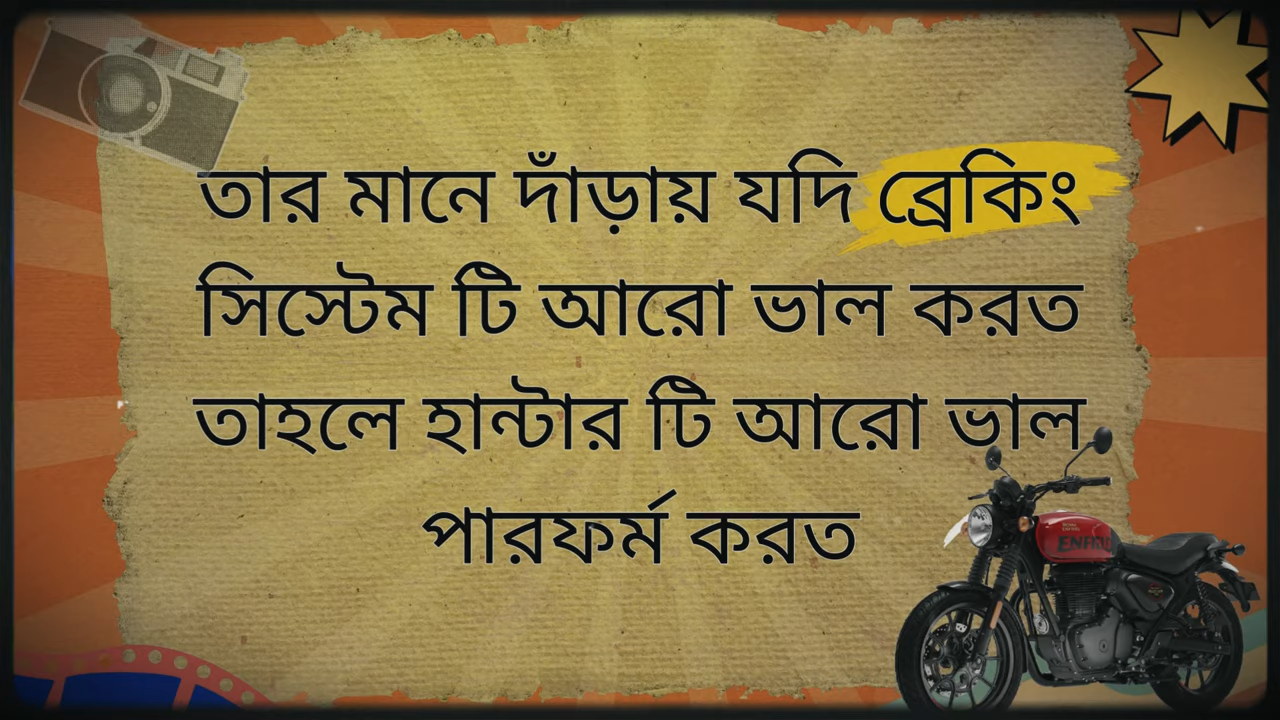 তার মানে দাঁড়ায় যদি ব্রেকিং
সিস্টেম টি আরো ভাল করত
তাহলে হান্টার টি আরো ভাল
পারফর্ম করত